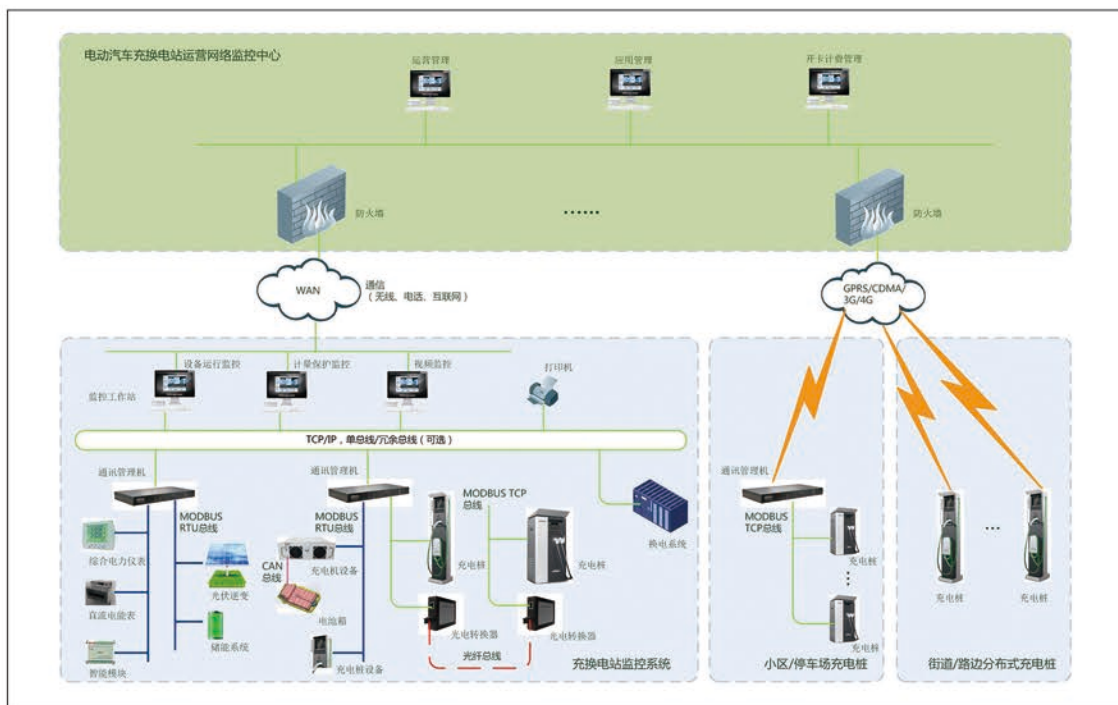 电动汽车充换电站运营网络监控中心
运营管理
应用管理
开卡计费管理
防火墙
......
防火墙
WAN
通信
（无线、电话、互联网）
GPRS/CDMA/
3G/4G
设备运行监控
计量保护监控
视频监控
打印机
监控工作站
TCP/IP，单总线/冗余总线（可选）
通讯管理机
MODBUS
RTU总线
综合电力仪表
光伏逆变
直流电能表
储能系统
智能模块
通讯管理机
MODBUS
RTU总线
CAN
总线
充电机设备
电池箱
充电桩设备
MODBUS TCP
总线
充电桩
充电桩
光电转换器
光电转换器
光纤总线
换电系统
充换电站监控系统
通讯管理机
MODBUS
TCP总线
充电桩
充电桩
小区/停车场充电桩
...
充电桩
充电桩
街道/路边分布式充电桩